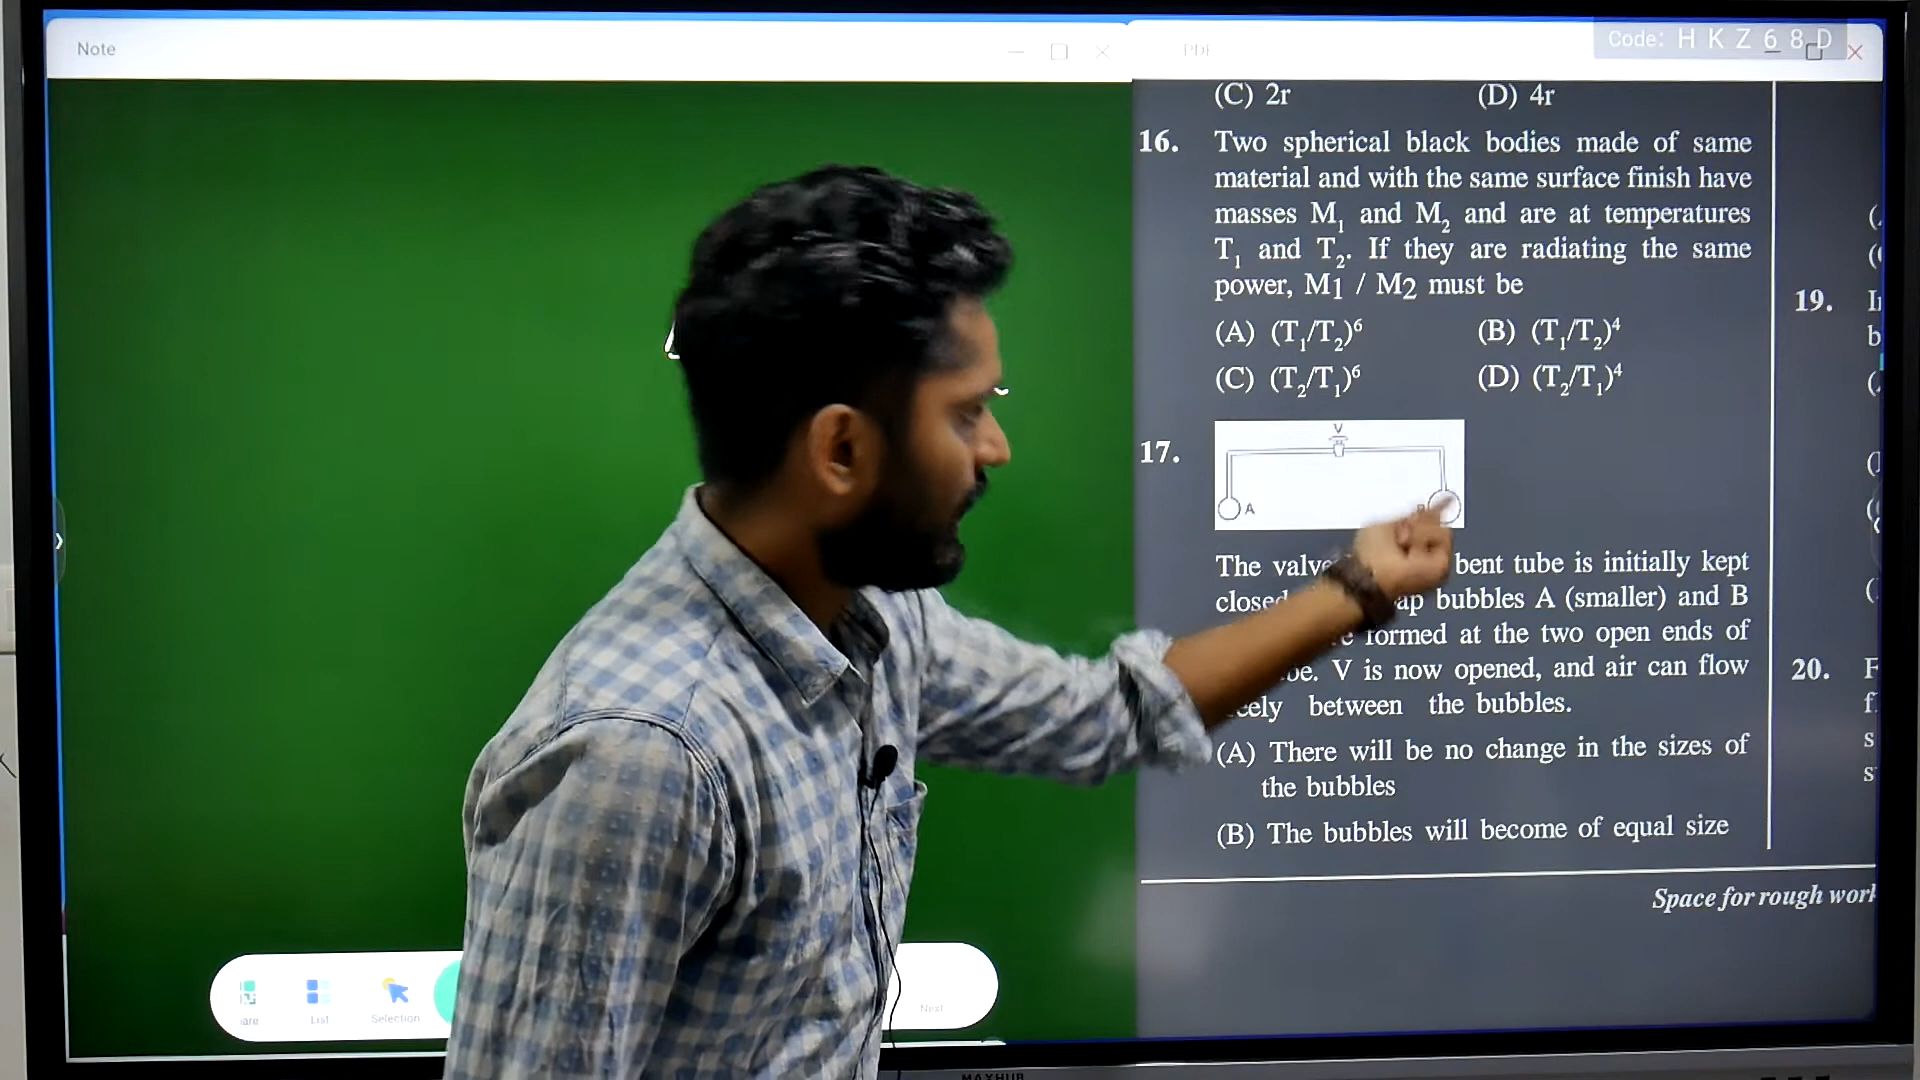 Note
PDF
Code: H K Z 6 8 D
(C) 2r (D) 4r
16. Two spherical black bodies made of same
material and with the same surface finish have
masses M₁ and M₂ and are at temperatures
T₁ and T₂. If they are radiating the same
power, M1 / M2 must be
(A) (T₁/T₂)⁶ (B) (T₁/T₂)⁴
(C) (T₂/T₁)⁶ (D) (T₂/T₁)⁴
17.
V
A
The valve bent tube is initially kept
closed bubbles A (smaller) and B
formed at the two open ends of
V is now opened, and air can flow
between the bubbles.
(A) There will be no change in the sizes of
the bubbles
(B) The bubbles will become of equal size
Space for rough
19.
20.
List
Selection
Next
MAXHUB